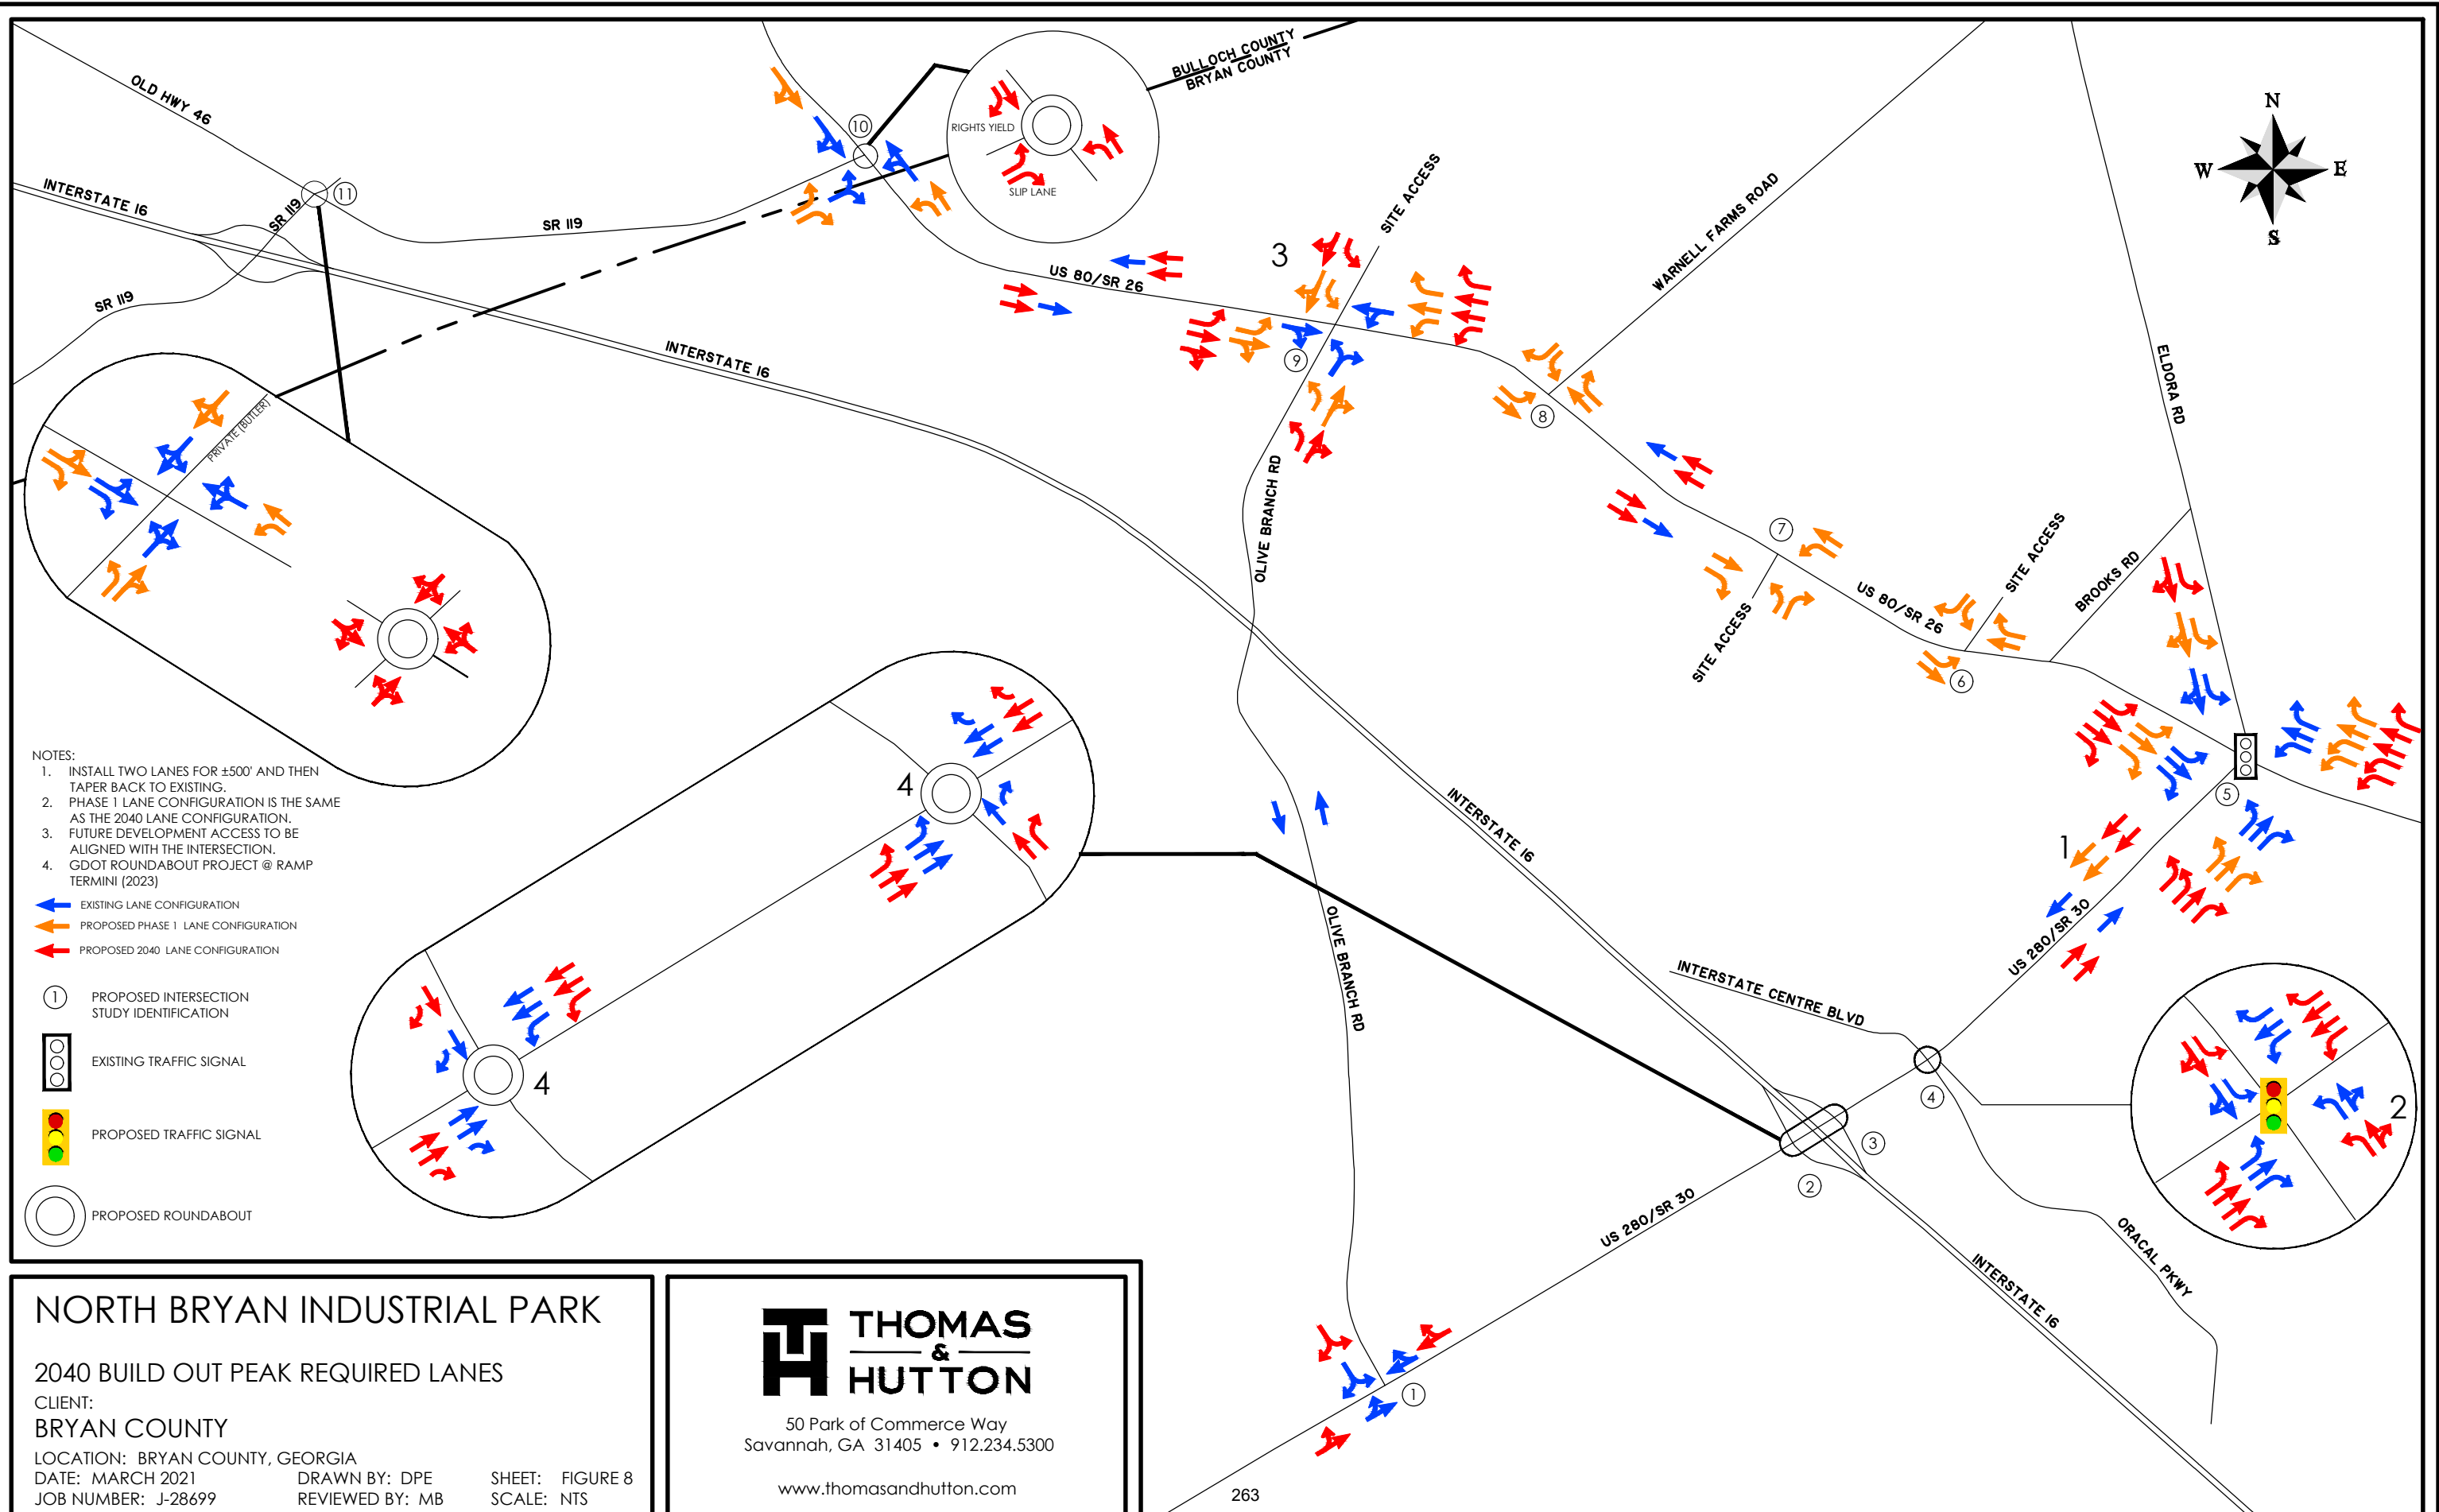 BULLOCH COUNTY
BRYAN COUNTY
OLD HWY 46
10
RIGHTS YIELD
SLIP LANE
N
W
E
S
INTERSTATE 16
11
SR 119
SR 119
SR 119
US 80/SR 26
3
SITE ACCESS
WARNELL FARMS ROAD
9
8
INTERSTATE 16
ELDORA RD
PRIVATE (BUTLER)
OLIVE BRANCH RD
7
SITE ACCESS
US 80/SR 26
SITE ACCESS
BROOKS RD
6
5
4
4
1
INTERSTATE 16
OLIVE BRANCH RD
US 280/SR 30
INTERSTATE CENTRE BLVD
4
3
2
2
US 280/SR 30
ORACAL PKWY
INTERSTATE 16
1
263
NOTES:
1. INSTALL TWO LANES FOR ±500' AND THEN
TAPER BACK TO EXISTING.
2. PHASE 1 LANE CONFIGURATION IS THE SAME
AS THE 2040 LANE CONFIGURATION.
3. FUTURE DEVELOPMENT ACCESS TO BE
ALIGNED WITH THE INTERSECTION.
4. GDOT ROUNDABOUT PROJECT @ RAMP
TERMINI (2023)
EXISTING LANE CONFIGURATION
PROPOSED PHASE 1 LANE CONFIGURATION
PROPOSED 2040 LANE CONFIGURATION
1
PROPOSED INTERSECTION
STUDY IDENTIFICATION
EXISTING TRAFFIC SIGNAL
PROPOSED TRAFFIC SIGNAL
PROPOSED ROUNDABOUT
NORTH BRYAN INDUSTRIAL PARK
2040 BUILD OUT PEAK REQUIRED LANES
CLIENT:
BRYAN COUNTY
LOCATION: BRYAN COUNTY, GEORGIA
DATE: MARCH 2021 DRAWN BY: DPE SHEET: FIGURE 8
JOB NUMBER: J-28699 REVIEWED BY: MB SCALE: NTS
THOMAS
&
HUTTON
50 Park of Commerce Way
Savannah, GA 31405 • 912.234.5300
www.thomasandhutton.com